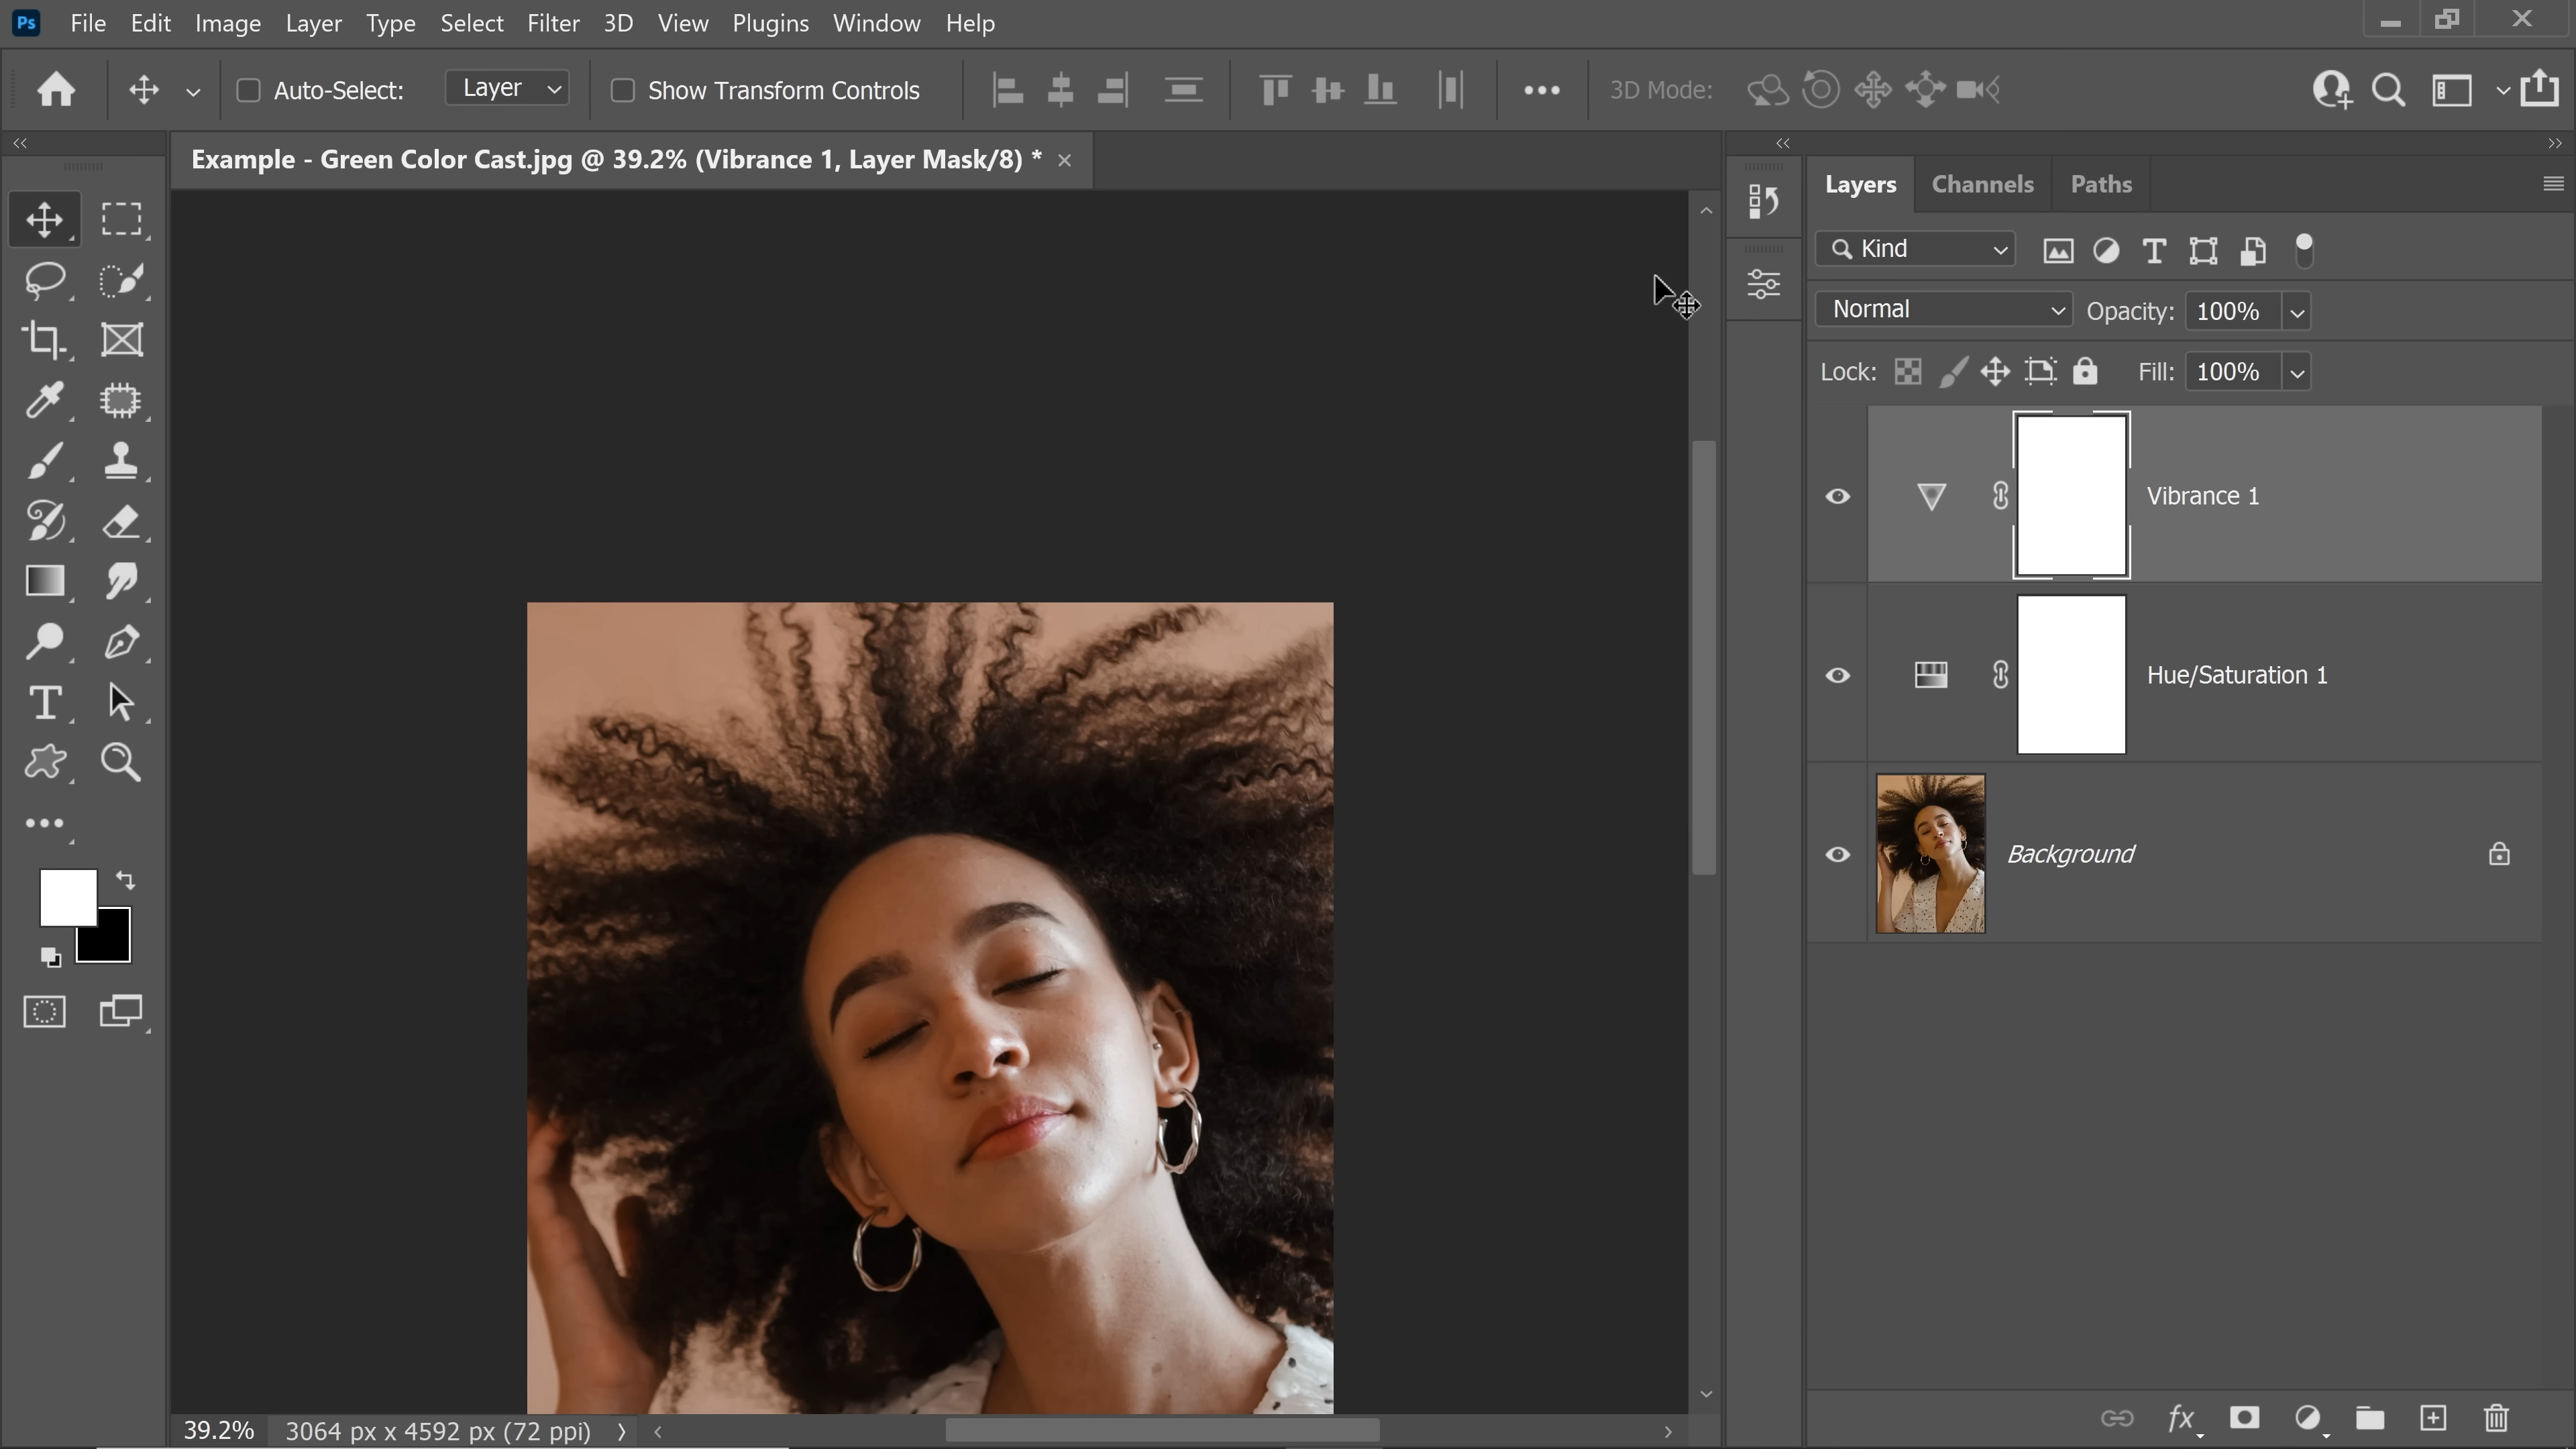 Ps File Edit Image Layer Type Select Filter 3D View Plugins Window Help
Auto-Select: Layer Show Transform Controls 3D Mode:
Example - Green Color Cast.jpg @ 39.2% (Vibrance 1, Layer Mask/8) *
Layers Channels Paths
Kind
Normal Opacity: 100%
Lock: Fill: 100%
Vibrance 1
Hue/Saturation 1
Background
39.2% 3064 px x 4592 px (72 ppi)
fx